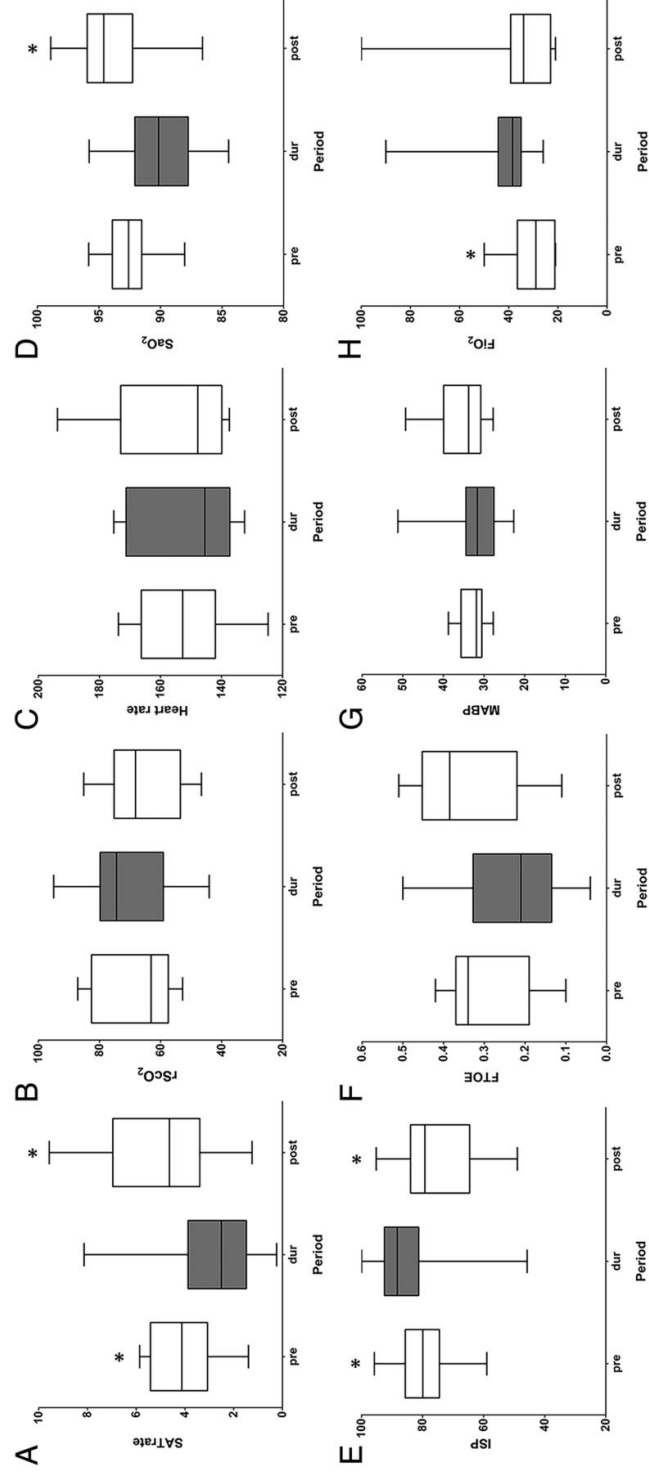 A
SATrate
10
8
6
4
2
0
*
*
pre
dur
post
Period
B
rScO2
100
80
60
40
20
pre
dur
post
Period
C
Heart rate
200
180
160
140
120
pre
dur
post
Period
D
SaO2
100
95
90
85
80
*
pre
dur
post
Period
E
ISP
100
80
60
40
20
*
*
pre
dur
post
Period
F
FTOE
0.6
0.5
0.4
0.3
0.2
0.1
0.0
pre
dur
post
Period
G
MABP
60
50
40
30
20
10
0
pre
dur
post
Period
H
FiO2
100
80
60
40
20
0
*
pre
dur
post
Period